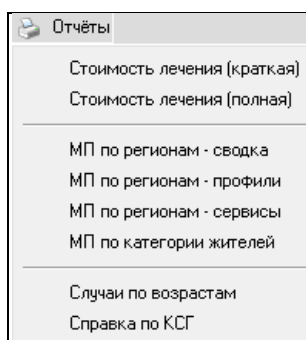 Отчёты
Стоимость лечения (краткая)
Стоимость лечения (полная)
МП по регионам - сводка
МП по регионам - профили
МП по регионам - сервисы
МП по категории жителей
Случаи по возрастам
Справка по КСГ